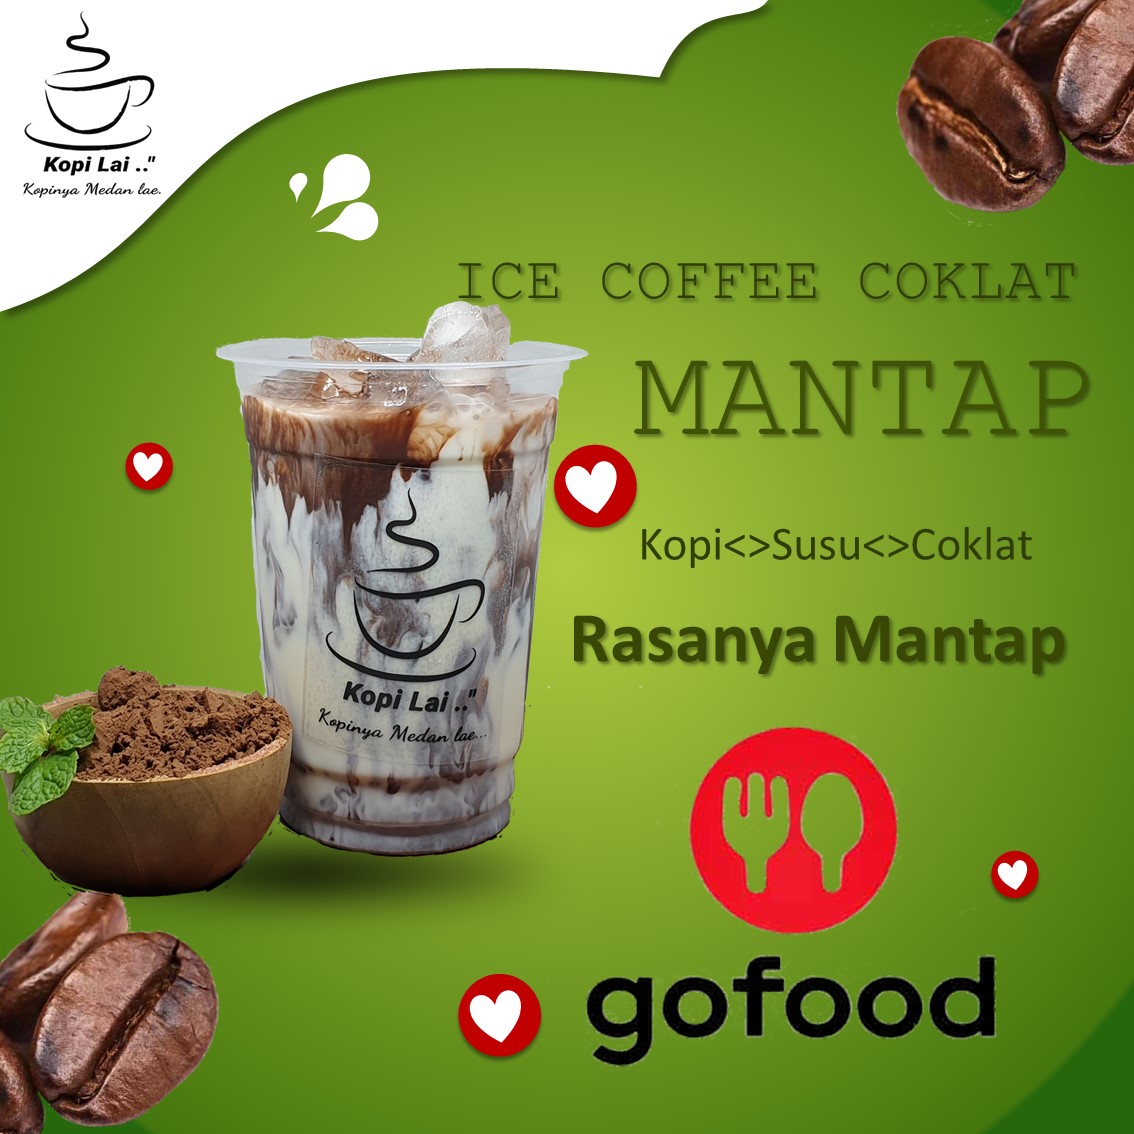 Kopi Lai .."
Kopinya Medan lae.
ICE COFFEE COKLAT
MANTAP
Kopi<>Susu<>Coklat
Rasanya Mantap
Kopi Lai .."
Kopinya Medan lae...
gofood